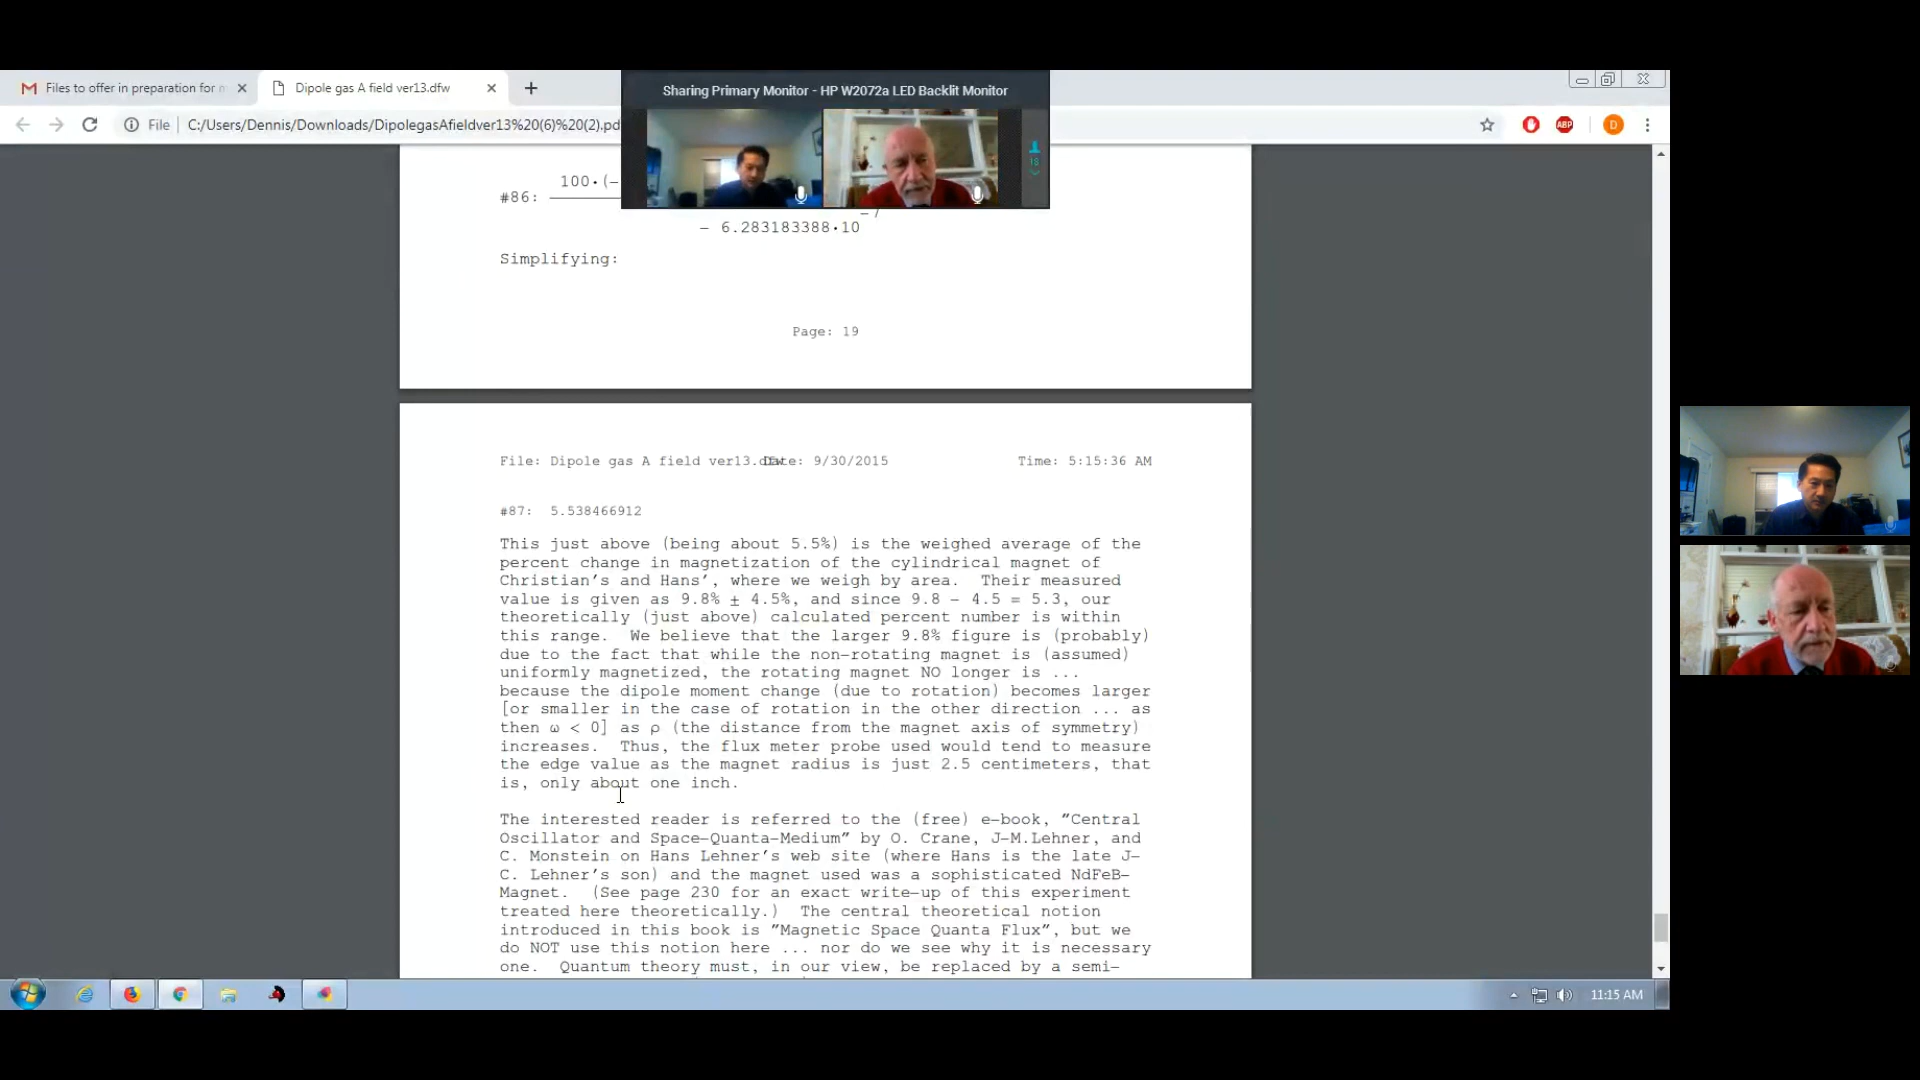 Files to offer in preparation for m
Dipole gas A field ver13.dfw
Sharing Primary Monitor - HP W2072a LED Backlit Monitor
File
C:/Users/Dennis/Downloads/DipolegasAfieldver13%20(6)%20(2).pd
ABP
D
18
100·(-
#86:
-7
- 6.283183388·10
Simplifying:
Page: 19
File: Dipole gas A field ver13.dfw Date: 9/30/2015 Time: 5:15:36 AM
#87: 5.538466912
This just above (being about 5.5%) is the weighed average of the
percent change in magnetization of the cylindrical magnet of
Christian's and Hans', where we weigh by area. Their measured
value is given as 9.8% ± 4.5%, and since 9.8 - 4.5 = 5.3, our
theoretically (just above) calculated percent number is within
this range. We believe that the larger 9.8% figure is (probably)
due to the fact that while the non-rotating magnet is (assumed)
uniformly magnetized, the rotating magnet NO longer is ...
because the dipole moment change (due to rotation) becomes larger
[or smaller in the case of rotation in the other direction ... as
then ω < 0] as ρ (the distance from the magnet axis of symmetry)
increases. Thus, the flux meter probe used would tend to measure
the edge value as the magnet radius is just 2.5 centimeters, that
is, only about one inch.
The interested reader is referred to the (free) e-book, "Central
Oscillator and Space-Quanta-Medium" by O. Crane, J-M.Lehner, and
C. Monstein on Hans Lehner's web site (where Hans is the late J-
C. Lehner's son) and the magnet used was a sophisticated NdFeB-
Magnet. (See page 230 for an exact write-up of this experiment
treated here theoretically.) The central theoretical notion
introduced in this book is "Magnetic Space Quanta Flux", but we
do NOT use this notion here ... nor do we see why it is necessary
one. Quantum theory must, in our view, be replaced by a semi-
11:15 AM